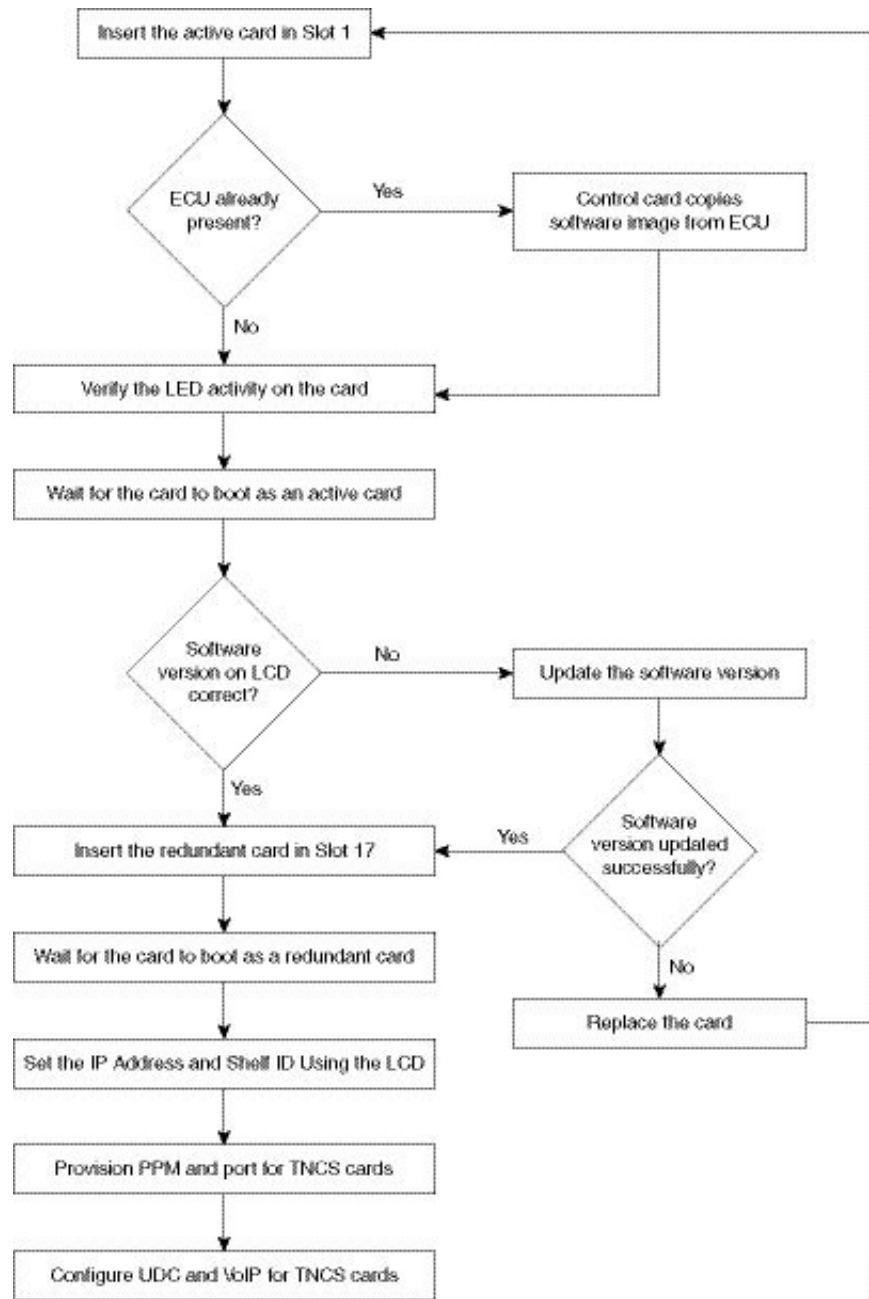 Insert the active card in Slot 1
ECU already
present?
Yes
Control card copies
software image from ECU
No
Verify the LED activity on the card
Wait for the card to boot as an active card
Software
version on LCD
correct?
No
Update the software version
Yes
Insert the redundant card in Slot 17
Yes
Software
version updated
successfully?
Wait for the card to boot as a redundant card
No
Replace the card
Set the IP Address and Shelf ID Using the LCD
Provision PPM and port for TNCS cards
Configure UDC and VoIP for TNCS cards